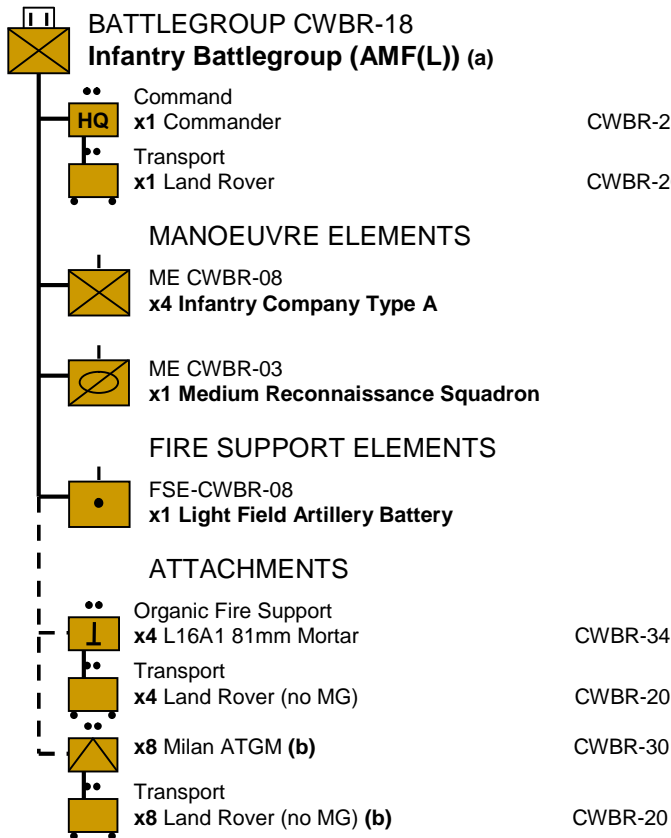 BATTLEGROUP CWBR-18
Infantry Battlegroup (AMF(L)) (a)
Command
HQ x1 Commander CWBR-2
Transport
x1 Land Rover CWBR-2
MANOEUVRE ELEMENTS
ME CWBR-08
x4 Infantry Company Type A
ME CWBR-03
x1 Medium Reconnaissance Squadron
FIRE SUPPORT ELEMENTS
FSE-CWBR-08
x1 Light Field Artillery Battery
ATTACHMENTS
Organic Fire Support
x4 L16A1 81mm Mortar CWBR-34
Transport
x4 Land Rover (no MG) CWBR-20
x8 Milan ATGM (b) CWBR-30
Transport
x8 Land Rover (no MG) (b) CWBR-20